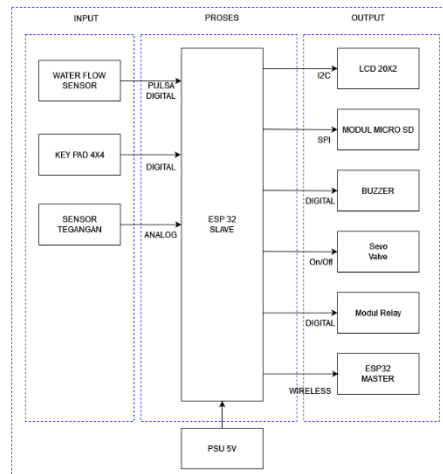 INPUT
PROSES
OUTPUT
WATER FLOW
SENSOR
PULSA
DIGITAL
KEY PAD 4X4
DIGITAL
SENSOR
TEGANGAN
ANALOG
ESP 32
SLAVE
I2C
LCD 20X2
SPI
MODUL MICRO SD
DIGITAL
BUZZER
On/Off
Sevo
Valve
DIGITAL
Modul Relay
WIRELESS
ESP32
MASTER
PSU 5V